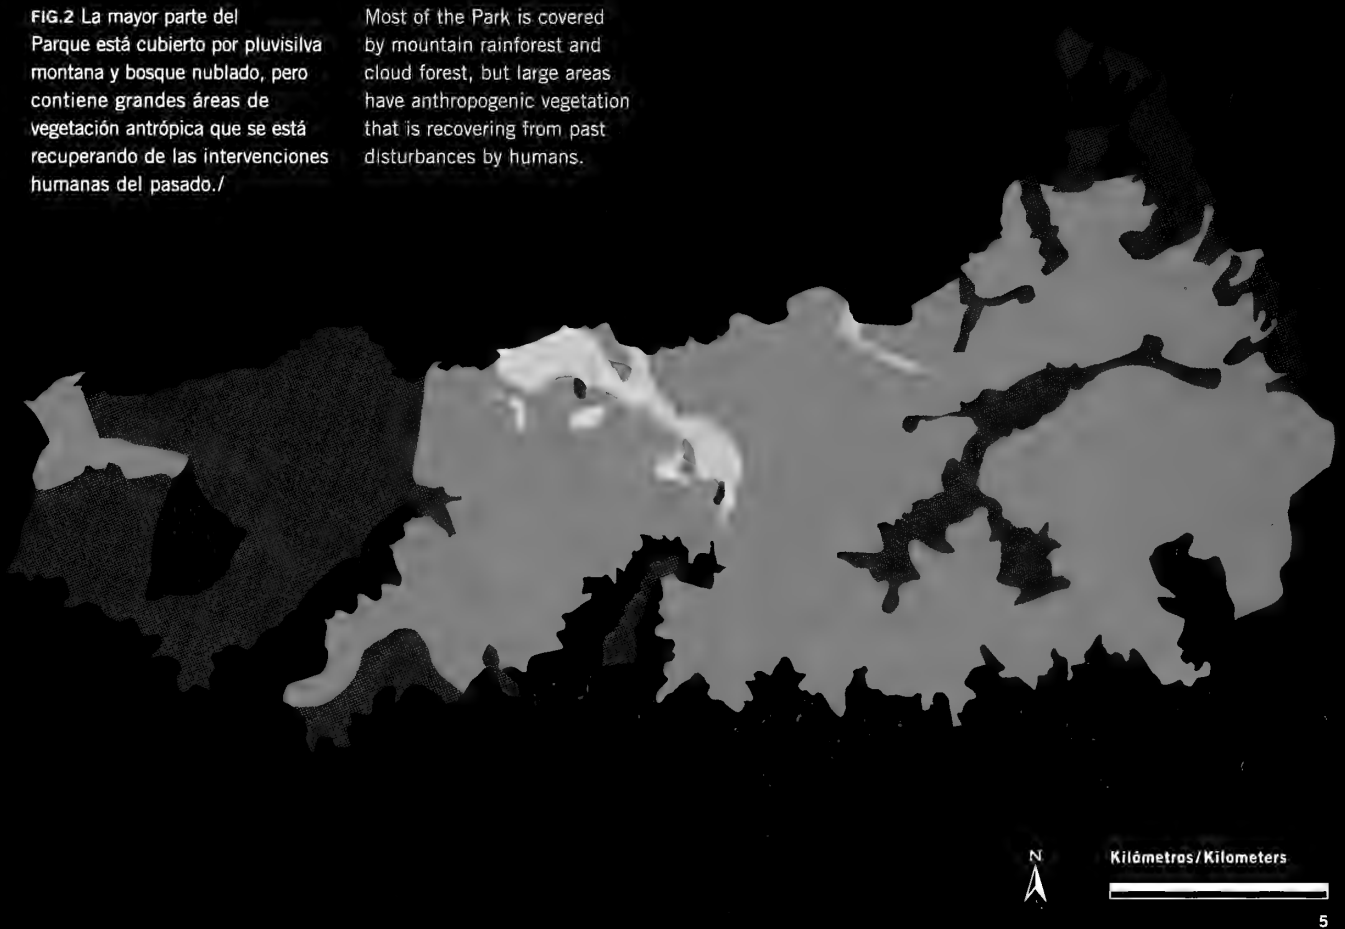 FIG.2 La mayor parte del
Parque está cubierto por pluvisilva
montana y bosque nublado, pero
contiene grandes áreas de
vegetación antrópica que se está
recuperando de las intervenciones
humanas del pasado./
Most of the Park is covered
by mountain rainforest and
cloud forest, but large areas
have anthropogenic vegetation
that is recovering from past
disturbances by humans.
N
Kilómetros/Kilometers
5